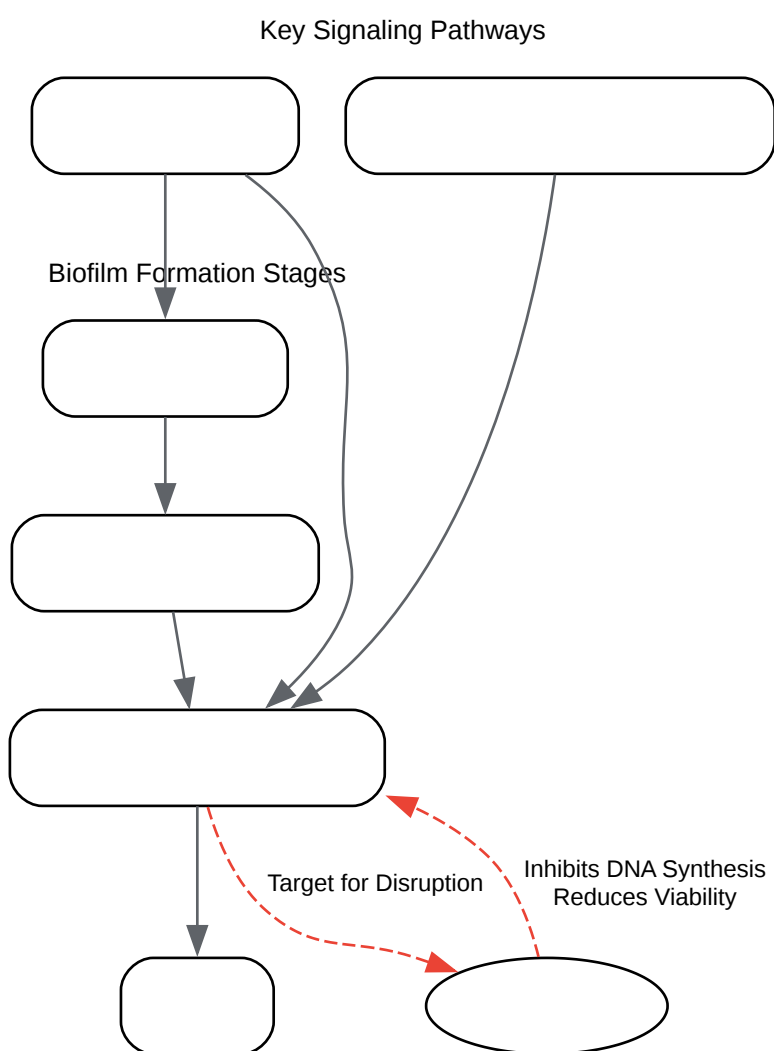 Key Signaling Pathways
Biofilm Formation Stages
Target for Disruption
Inhibits DNA Synthesis
Reduces Viability